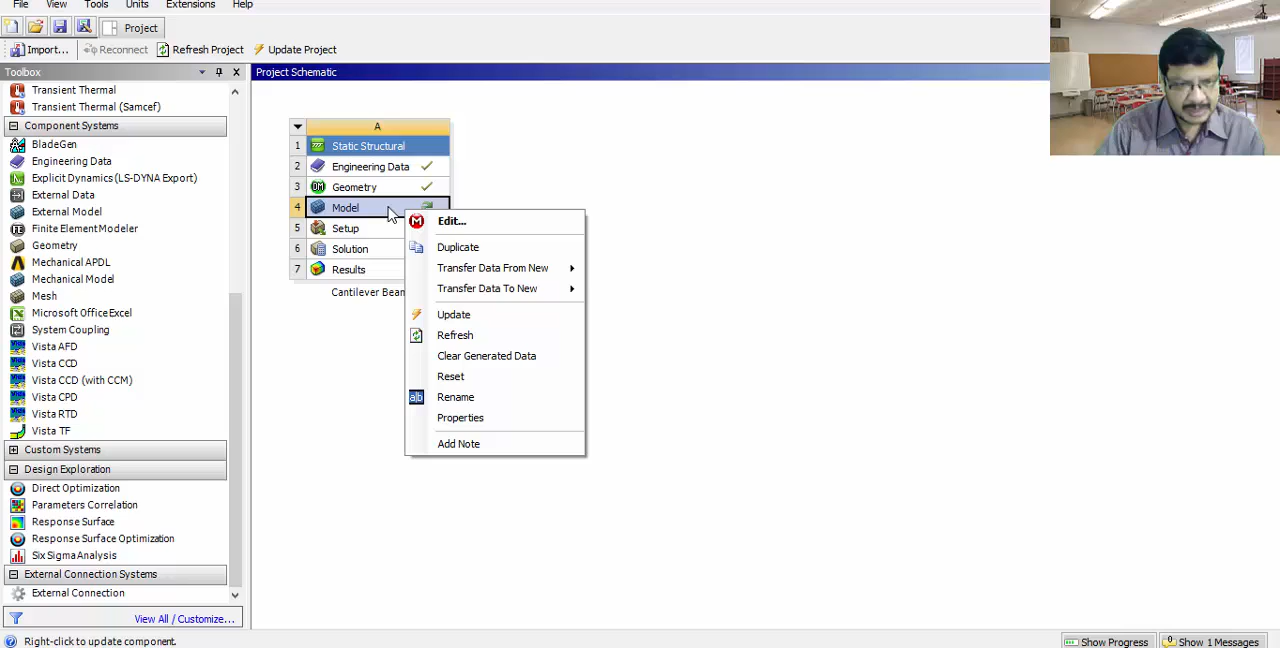 File View Tools Units Extensions Help
Project
Import... Reconnect Refresh Project Update Project
Toolbox
Project Schematic
Transient Thermal
Transient Thermal (Samcef)
Component Systems
BladeGen
Engineering Data
Explicit Dynamics (LS-DYNA Export)
External Data
External Model
Finite Element Modeler
Geometry
Mechanical APDL
Mechanical Model
Mesh
Microsoft Office Excel
System Coupling
Vista AFD
Vista CCD
Vista CCD (with CCM)
Vista CPD
Vista RTD
Vista TF
Custom Systems
Design Exploration
Direct Optimization
Parameters Correlation
Response Surface
Response Surface Optimization
Six Sigma Analysis
External Connection Systems
External Connection
View All / Customize...
A
1 Static Structural
2 Engineering Data
3 Geometry
4 Model
5 Setup
6 Solution
7 Results
Cantilever Beam
Edit...
Duplicate
Transfer Data From New
Transfer Data To New
Update
Refresh
Clear Generated Data
Reset
Rename
Properties
Add Note
Right-click to update component.
Show Progress
Show 1 Messages